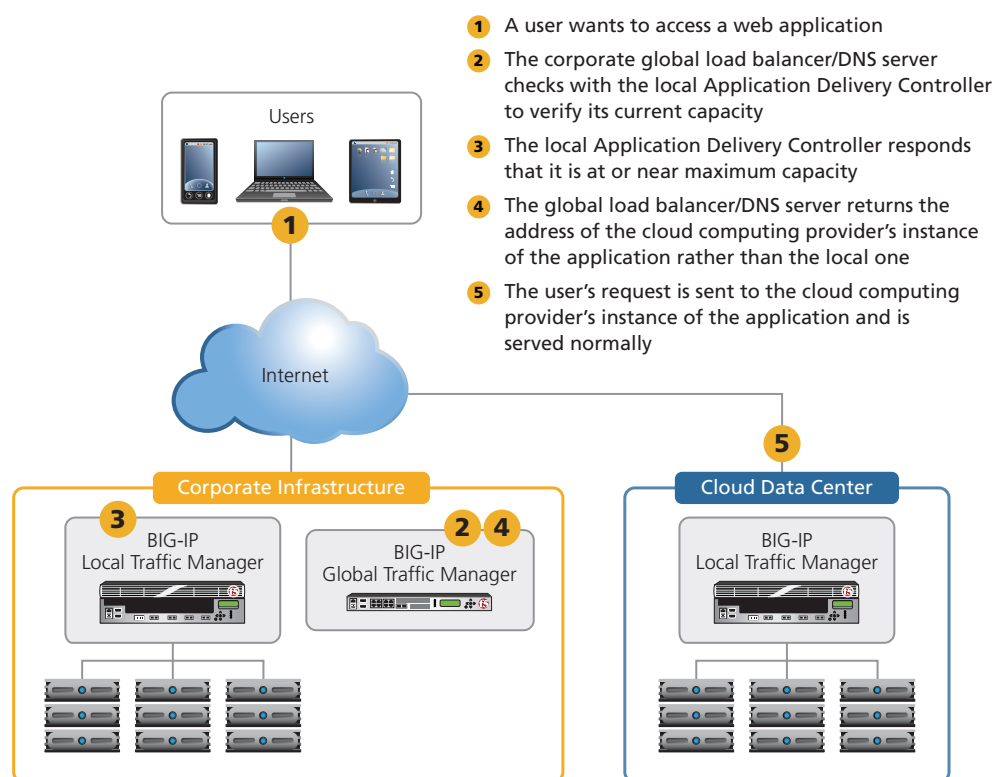 1 A user wants to access a web application
2 The corporate global load balancer/DNS server
checks with the local Application Delivery Controller
to verify its current capacity
3 The local Application Delivery Controller responds
that it is at or near maximum capacity
4 The global load balancer/DNS server returns the
address of the cloud computing provider's instance
of the application rather than the local one
5 The user's request is sent to the cloud computing
provider's instance of the application and is
served normally
Users
1
Internet
5
Corporate Infrastructure
3
BIG-IP
Local Traffic Manager
2 4
BIG-IP
Global Traffic Manager
Cloud Data Center
BIG-IP
Local Traffic Manager